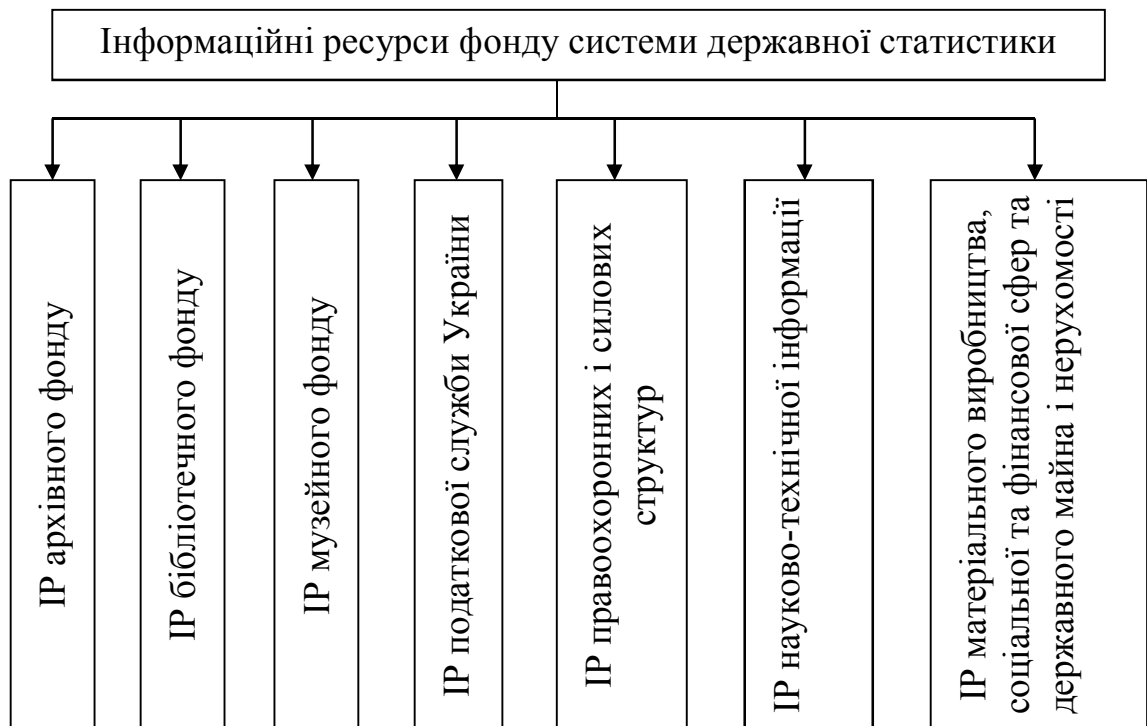 Інформаційні ресурси фонду системи державної статистики
ІР архівного фонду
ІР бібліотечного фонду
ІР музейного фонду
ІР податкової служби України
ІР правоохоронних і силових
структур
ІР науково-технічної інформації
ІР матеріального виробництва,
соціальної та фінансової сфер та
державного майна і нерухомості